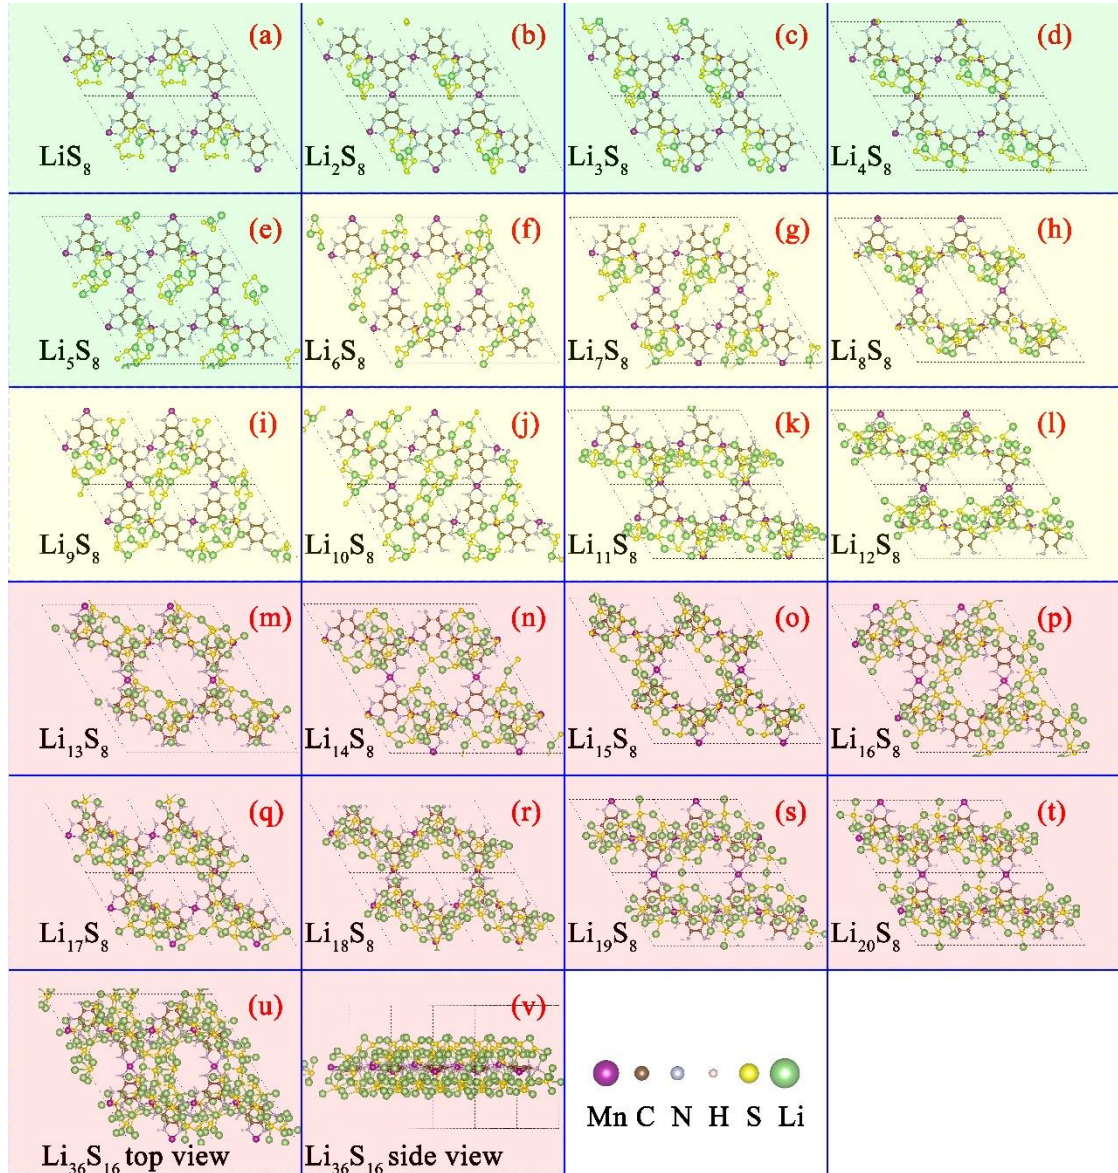 (a)
LiS₈
(b)
Li₂S₈
(c)
Li₃S₈
(d)
Li₄S₈
(e)
Li₅S₈
(f)
Li₆S₈
(g)
Li₇S₈
(h)
Li₈S₈
(i)
Li₉S₈
(j)
Li₁₀S₈
(k)
Li₁₁S₈
(l)
Li₁₂S₈
(m)
Li₁₃S₈
(n)
Li₁₄S₈
(o)
Li₁₅S₈
(p)
Li₁₆S₈
(q)
Li₁₇S₈
(r)
Li₁₈S₈
(s)
Li₁₉S₈
(t)
Li₂₀S₈
(u)
Li₃₆S₁₆ top view
(v)
Li₃₆S₁₆ side view
Mn C N H S Li